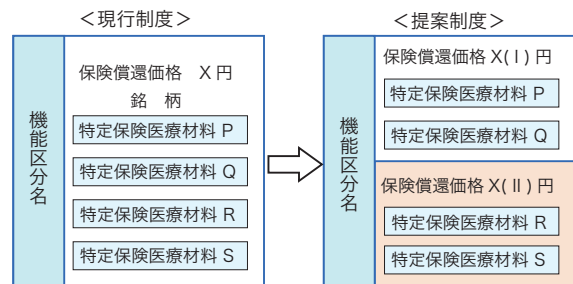 ＜現行制度＞
機能区分名
保険償還価格　X 円
銘　柄
特定保険医療材料 P
特定保険医療材料 Q
特定保険医療材料 R
特定保険医療材料 S
＜提案制度＞
機能区分名
保険償還価格 X( I ) 円
特定保険医療材料 P
特定保険医療材料 Q
保険償還価格 X( II ) 円
特定保険医療材料 R
特定保険医療材料 S